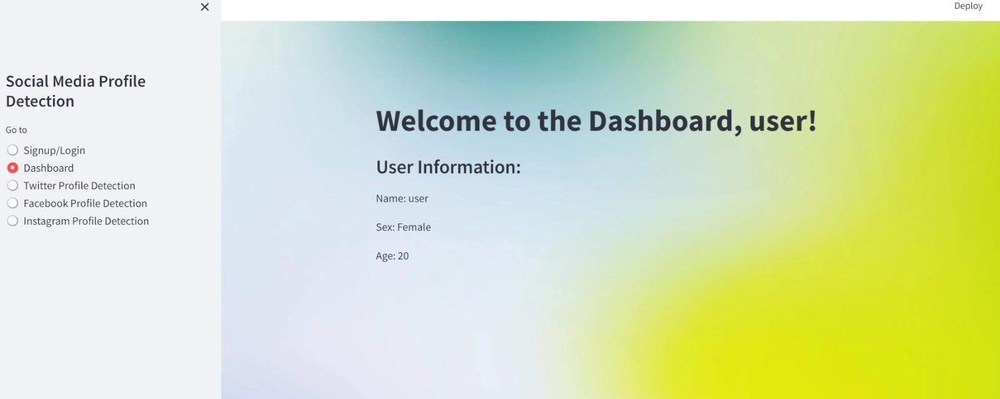 Deploy
Social Media Profile
Detection
Go to
Signup/Login
Dashboard
Twitter Profile Detection
Facebook Profile Detection
Instagram Profile Detection
Welcome to the Dashboard, user!
User Information:
Name: user
Sex: Female
Age: 20